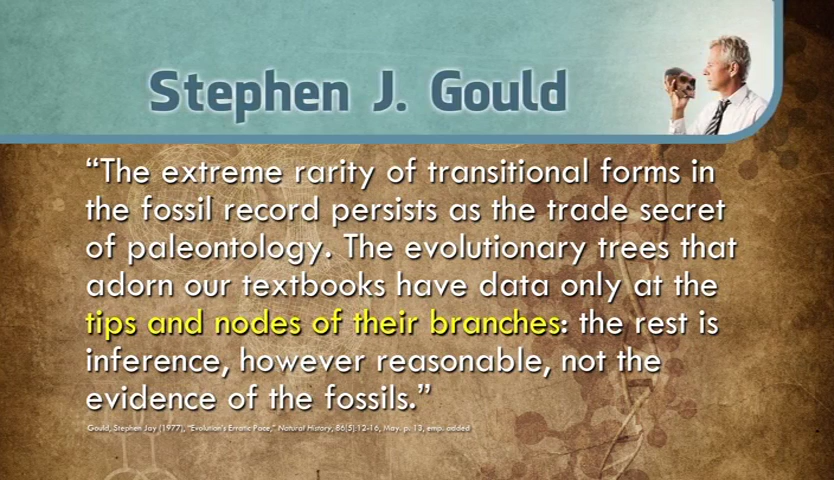 Stephen J. Gould
“The extreme rarity of transitional forms in
the fossil record persists as the trade secret
of paleontology. The evolutionary trees that
adorn our textbooks have data only at the
tips and nodes of their branches: the rest is
inference, however reasonable, not the
evidence of the fossils.”
Gould, Stephen Jay (1977), “Evolution’s Erratic Pace,” Natural History, 86[5]:12-16, May. p. 13, emp. added